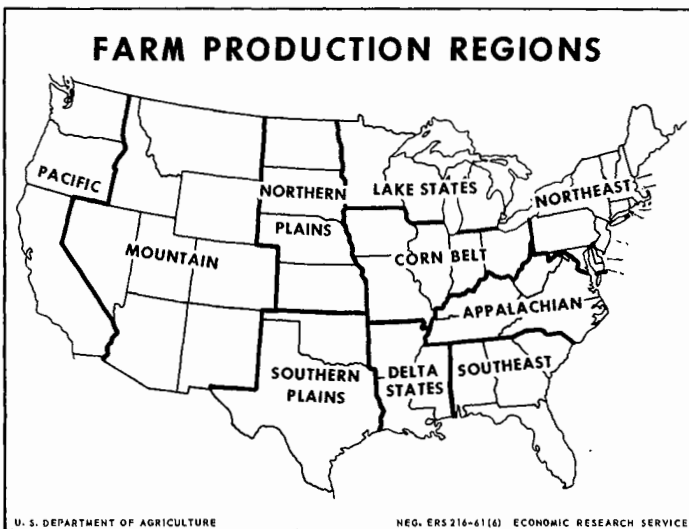 FARM PRODUCTION REGIONS
PACIFIC
MOUNTAIN
NORTHERN
PLAINS
LAKE STATES
CORN BELT
NORTHEAST
APPALACHIAN
SOUTHERN
PLAINS
DELTA
STATES
SOUTHEAST
U. S. DEPARTMENT OF AGRICULTURE
NEG. ERS 216-61(6) ECONOMIC RESEARCH SERVICE